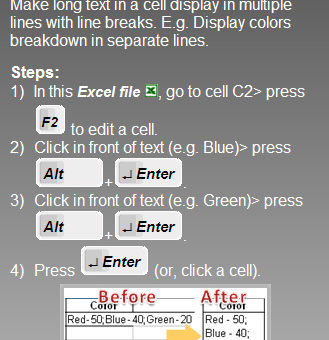 Make long text in a cell display in multiple
lines with line breaks. E.g. Display colors
breakdown in separate lines.
Steps:
1) In this Excel file , go to cell C2> press
F2 to edit a cell.
2) Click in front of text (e.g. Blue)> press
Alt + Enter .
3) Click in front of text (e.g. Green)> press
Alt + Enter .
4) Press Enter (or, click a cell).
Before After
Color Color
Red-50;Blue-40;Green-20 Red - 50;
Blue - 40;